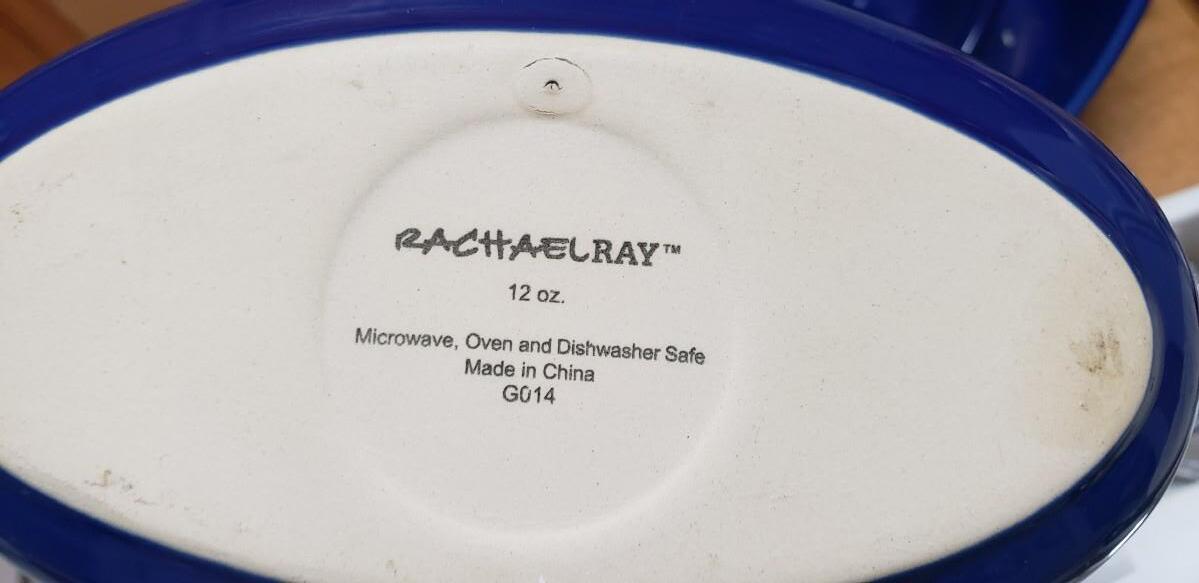 RACHAELRAY™
12 oz.
Microwave, Oven and Dishwasher Safe
Made in China
G014